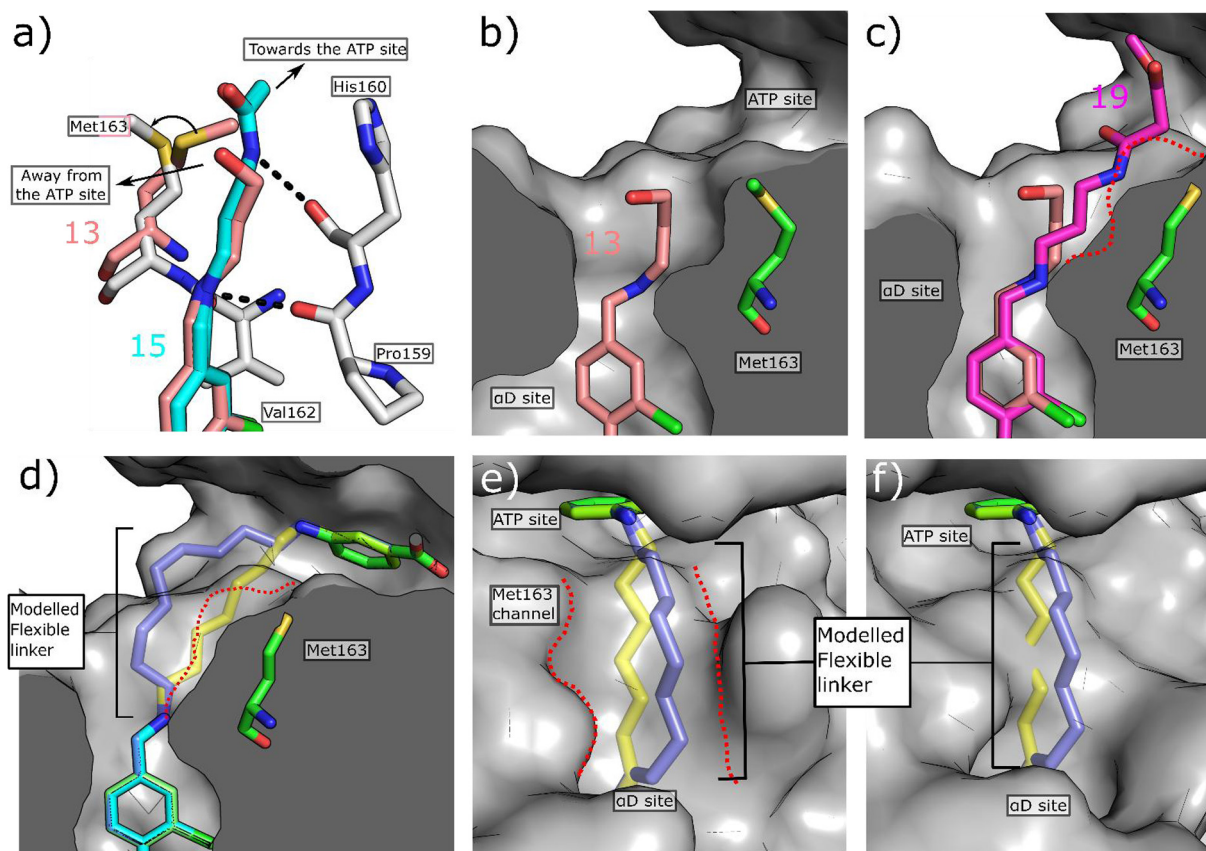 a)
Towards the ATP site
His160
Met163
Away from
the ATP site
13
15
Pro159
Val162
b)
ATP site
13
Met163
αD site
c)
19
αD site
Met163
d)
Modelled
Flexible
linker
Met163
e)
ATP site
Met163
channel
αD site
Modelled
Flexible
linker
f)
ATP site